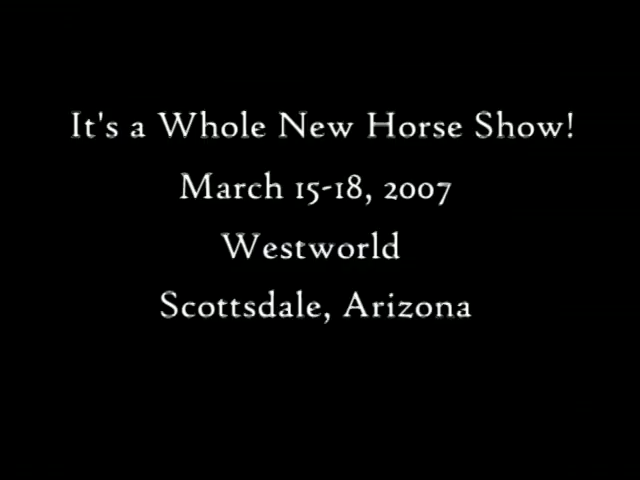 It's a Whole New Horse Show!
March 15-18, 2007
Westworld
Scottsdale, Arizona